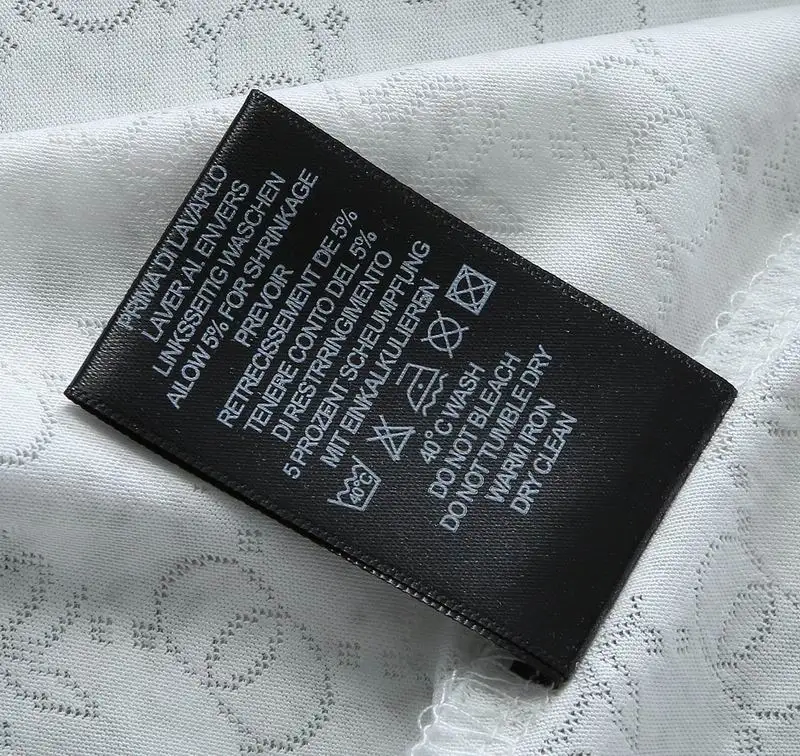 PRIMA DI LAVARLO
LAVER AL ENVERS
LINKSSEITIG WASCHEN
AILOW 5% FOR SHRINKAGE
PREVOIR
RETRECISSEMENT DE 5%
TENERE CONTO DEL 5%
DI RESTRRINGIMENTO
5 PROZENT SCHEUMPFUNG
MIT EINKALKULIEREN
40°C
40°C WASH
DO NOT BLEACH
DO NOT TUMBLE DRY
WARM IRON
DRY CLEAN